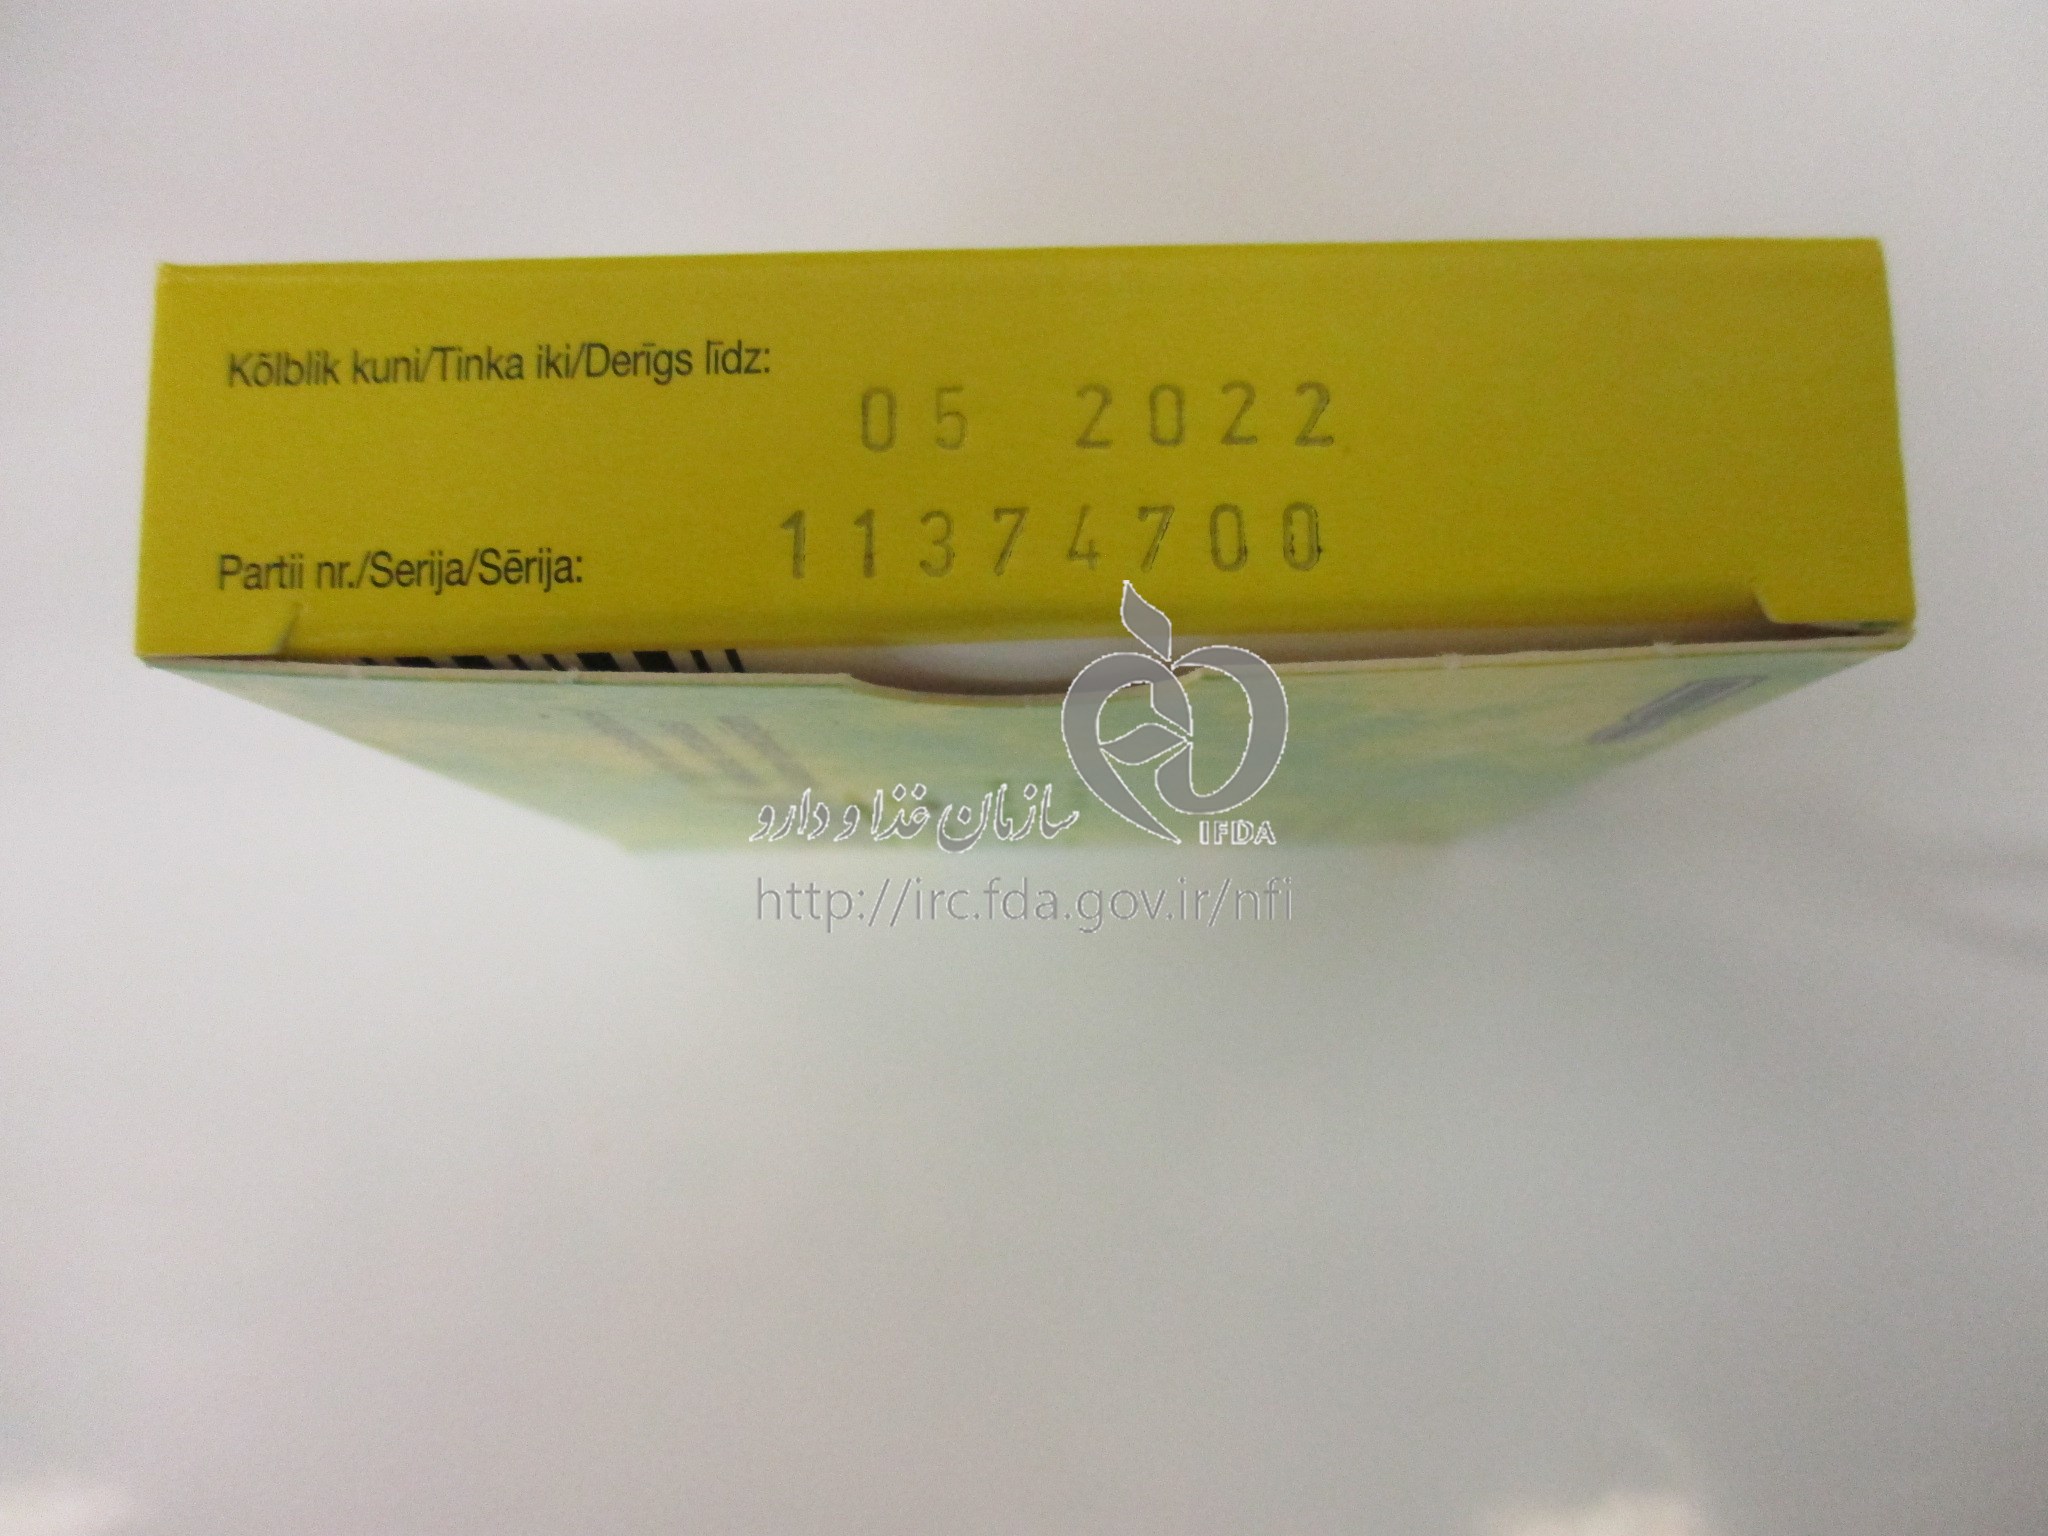 Kõlblik kuni/Tinka iki/Derīgs līdz:
05 2022
Partii nr./Serija/Sērija:
11374700
سازمان غذا و دارو
IFDA
http://irc.fda.gov.ir/nfi